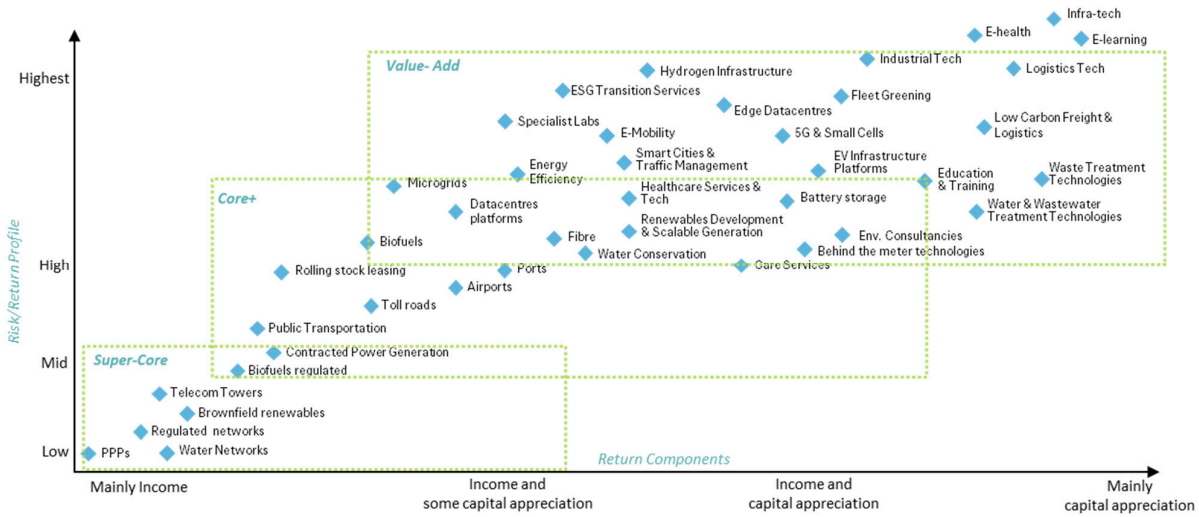 Infra-tech
E-health
E-learning
Value- Add
Industrial Tech
Highest
Hydrogen Infrastructure
Logistics Tech
ESG Transition Services
Fleet Greening
Edge Datacentres
Specialist Labs
Low Carbon Freight &
Logistics
E-Mobility
5G & Small Cells
Smart Cities &
Traffic Management
EV Infrastructure
Platforms
Energy
Efficiency
Education
& Training
Waste Treatment
Technologies
Microgrids
Core+
Healthcare Services &
Tech
Battery storage
Datacentres
platforms
Water & Wastewater
Treatment Technologies
Renewables Development
& Scalable Generation
Biofuels
Fibre
Env. Consultancies
Water Conservation
Behind the meter technologies
High
Care Services
Rolling stock leasing
Ports
Airports
Toll roads
Risk/Return Profile
Public Transportation
Contracted Power Generation
Mid
Super-Core
Biofuels regulated
Telecom Towers
Brownfield renewables
Regulated networks
Low
PPPs
Water Networks
Return Components
Mainly Income
Income and
some capital appreciation
Income and
capital appreciation
Mainly
capital appreciation